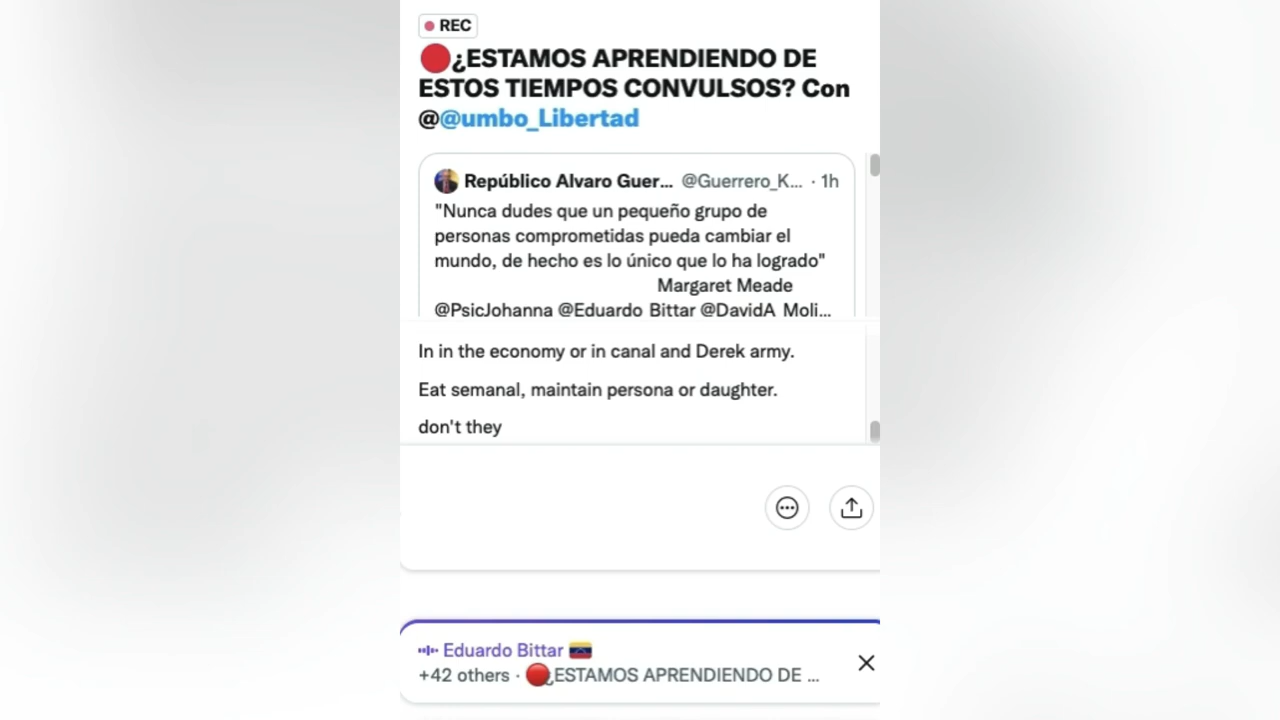 REC
🔴¿ESTAMOS APRENDIENDO DE
ESTOS TIEMPOS CONVULSOS? Con
@@umbo_Libertad
Repúblico Alvaro Guer... @Guerrero_K... · 1h
"Nunca dudes que un pequeño grupo de
personas comprometidas pueda cambiar el
mundo, de hecho es lo único que lo ha logrado"
Margaret Meade
@PsicJohanna @Eduardo_Bittar @DavidA_Moli...
In in the economy or in canal and Derek army.
Eat semanal, maintain persona or daughter.
don't they
Eduardo Bittar 🇻🇪
+42 others · 🔴¿ESTAMOS APRENDIENDO DE ...